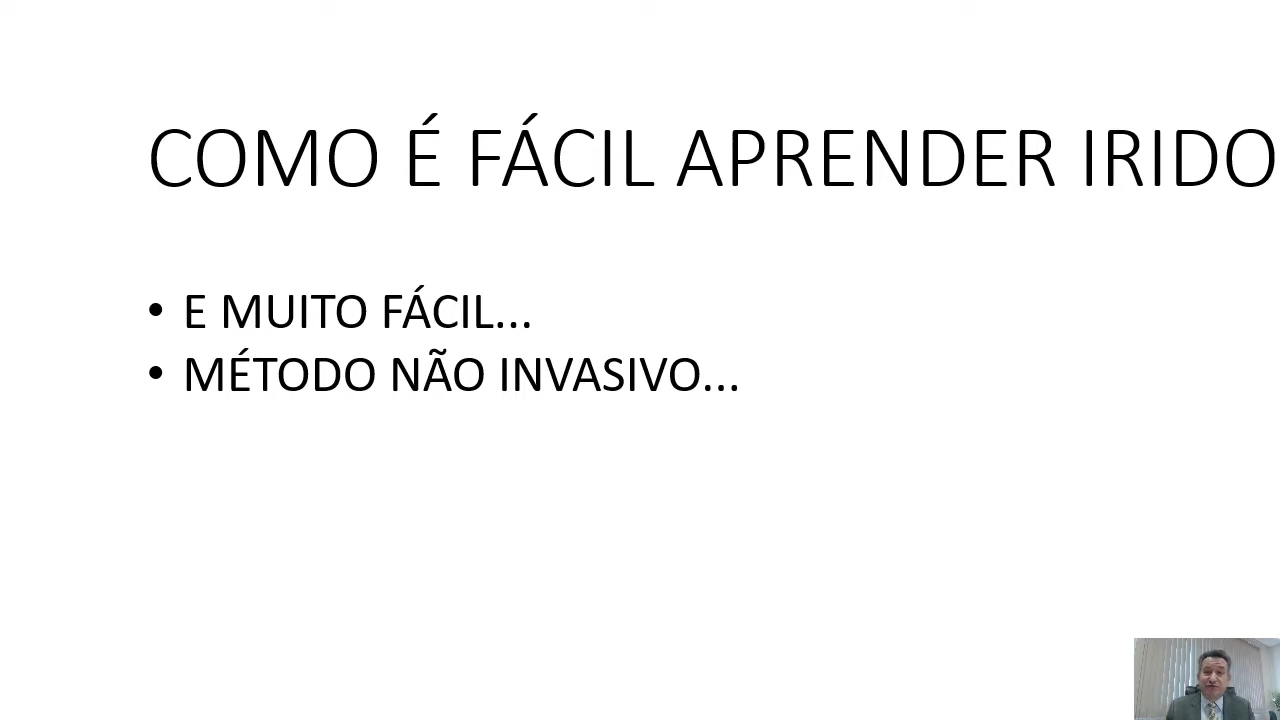 COMO É FÁCIL APRENDER IRIDO
• E MUITO FÁCIL...
• MÉTODO NÃO INVASIVO...